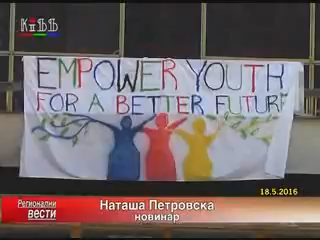 EMPOWER YOUTH
FOR A BETTER FUTURE
18.5.2016
Регионални
ВЕСТИ
Наташа Петровска
новинар